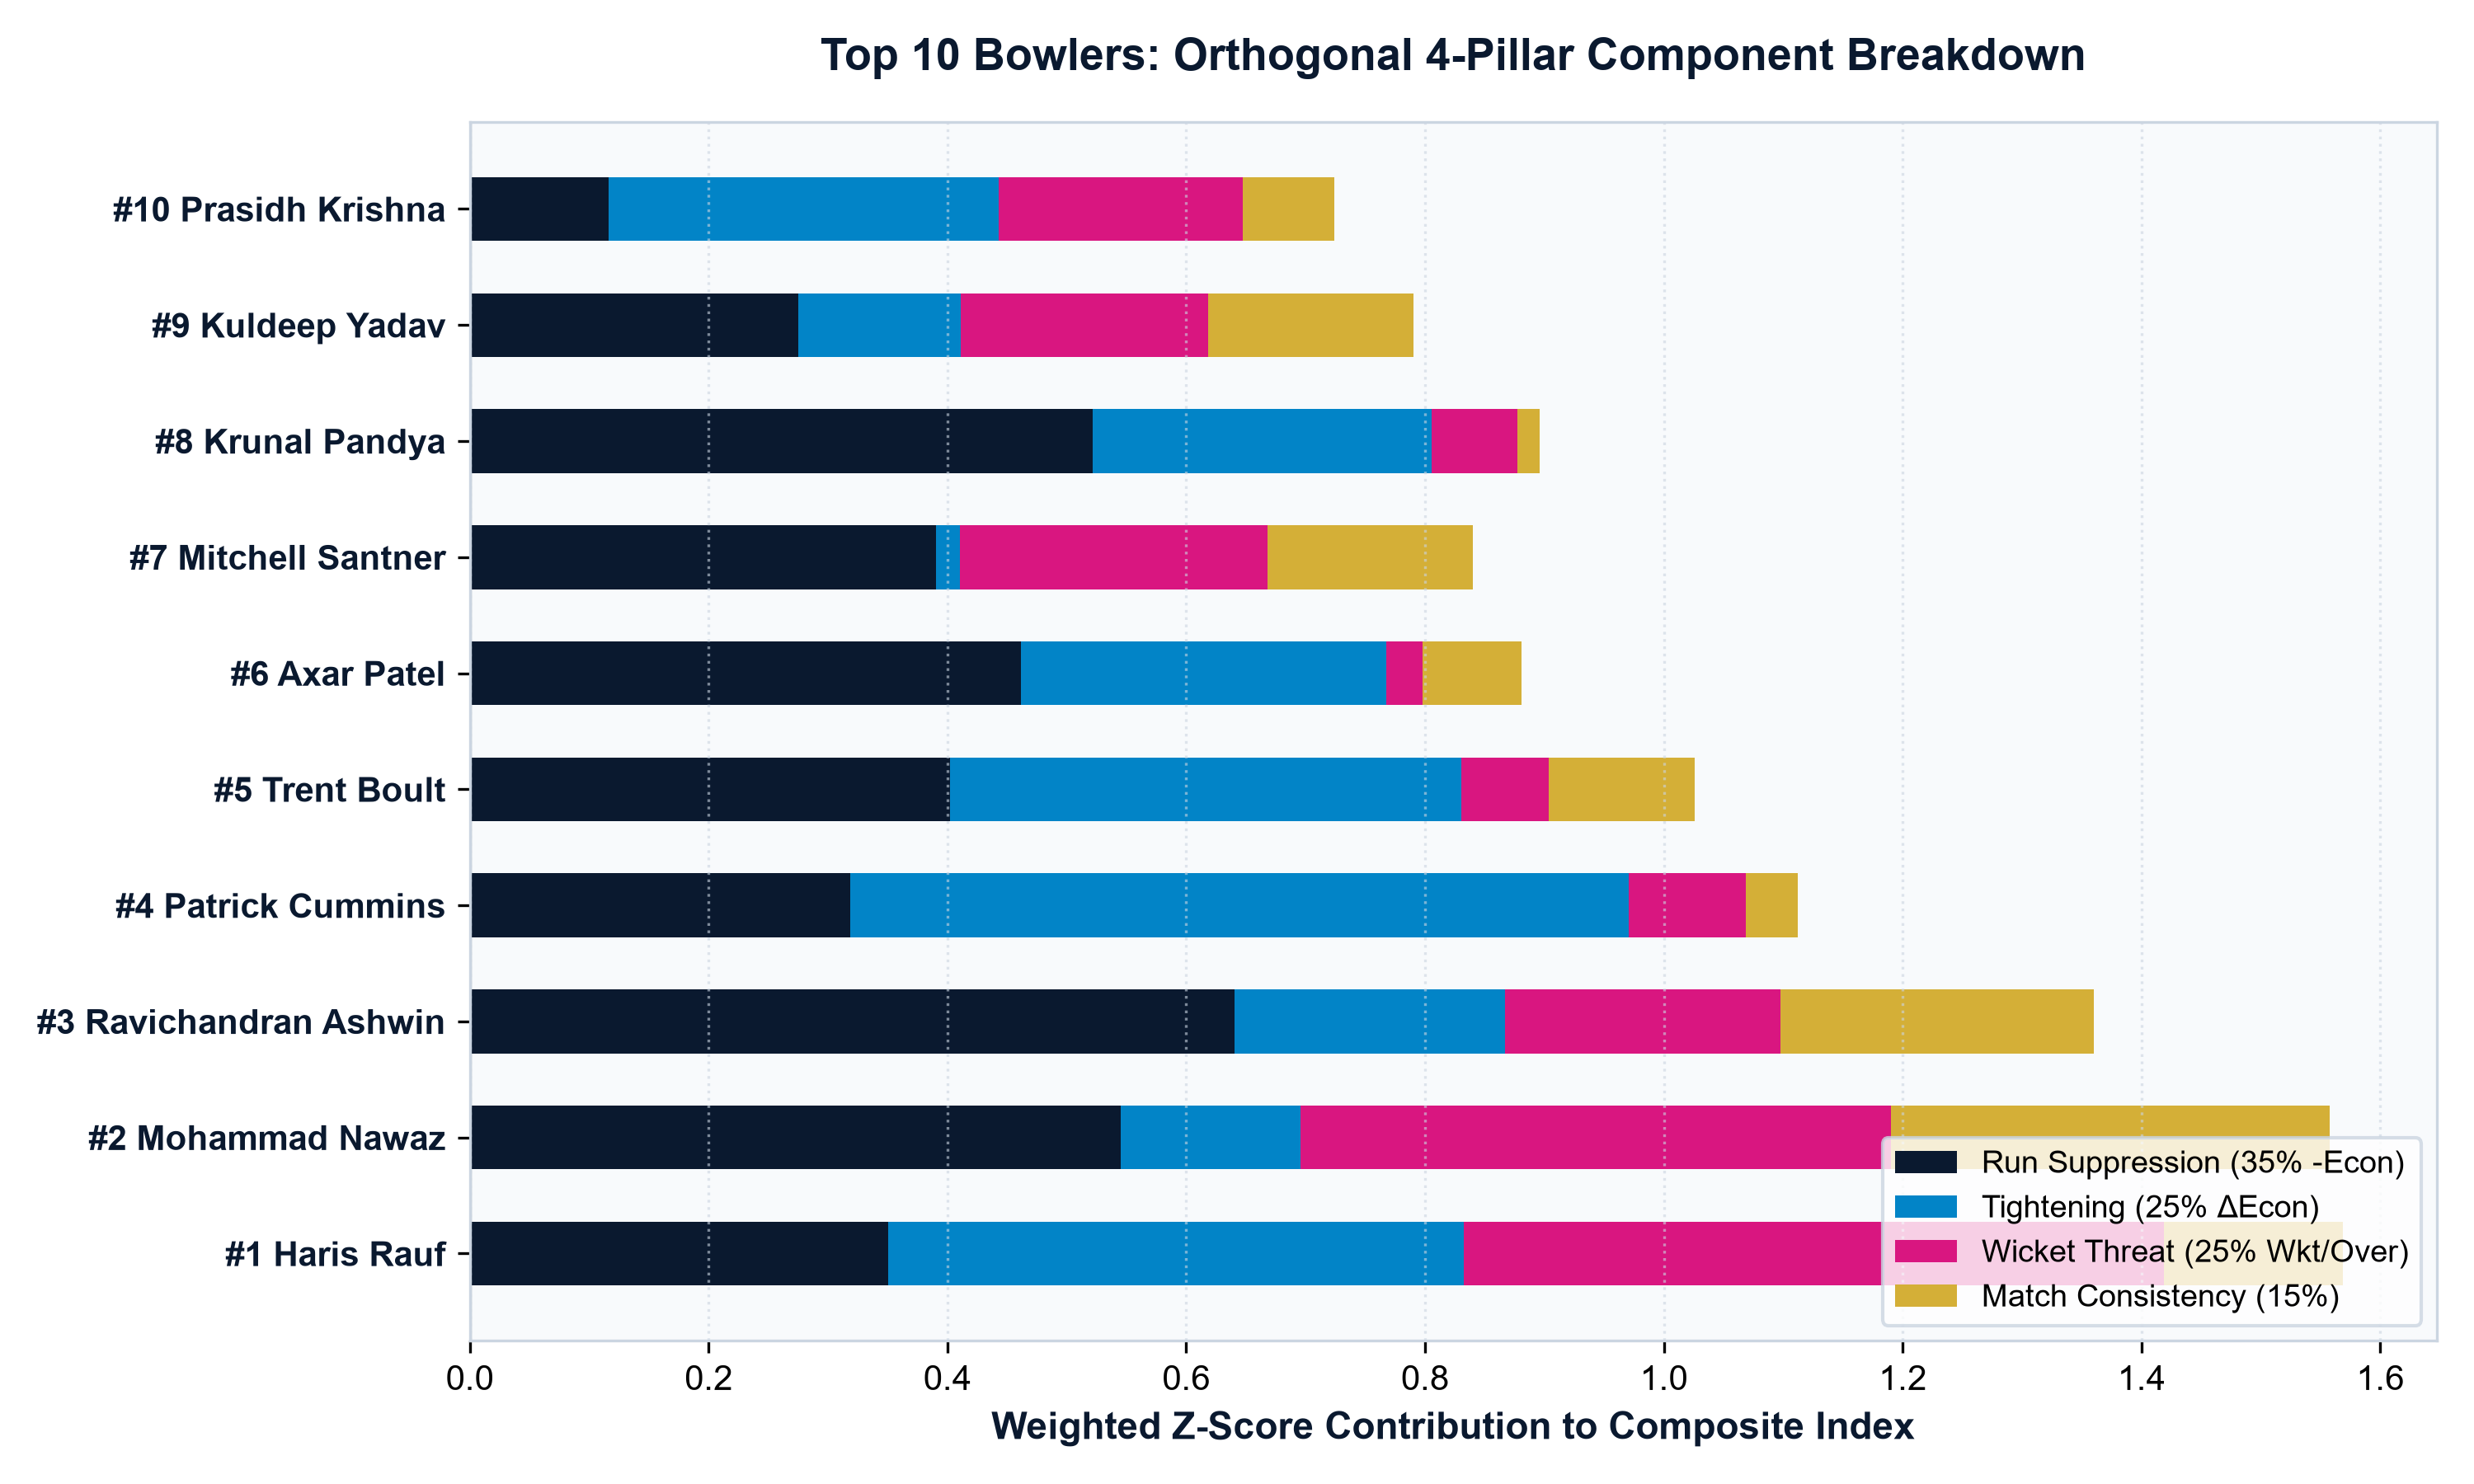 Top 10 Bowlers: Orthogonal 4-Pillar Component Breakdown
#10 Prasidh Krishna
#9 Kuldeep Yadav
#8 Krunal Pandya
#7 Mitchell Santner
#6 Axar Patel
#5 Trent Boult
#4 Patrick Cummins
#3 Ravichandran Ashwin
#2 Mohammad Nawaz
#1 Haris Rauf
Run Suppression (35% -Econ)
Tightening (25% ΔEcon)
Wicket Threat (25% Wkt/Over)
Match Consistency (15%)
0.0 0.2 0.4 0.6 0.8 1.0 1.2 1.4 1.6
Weighted Z-Score Contribution to Composite Index